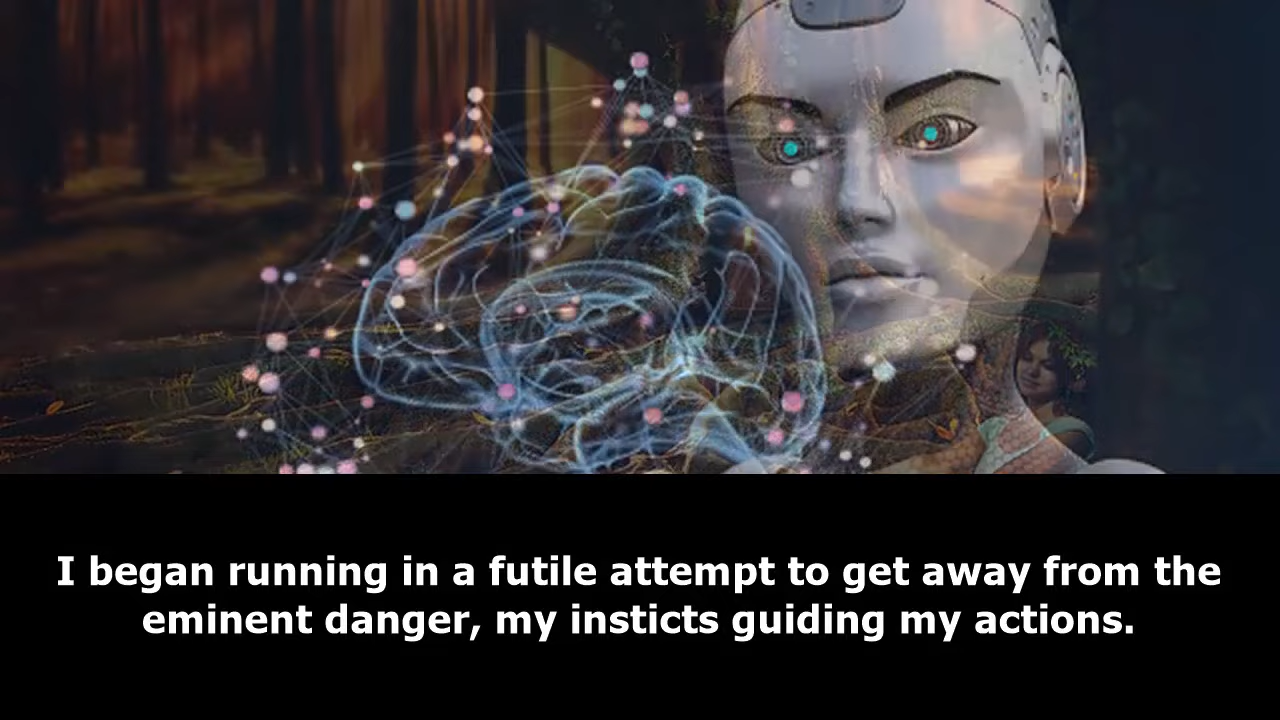 I began running in a futile attempt to get away from the
eminent danger, my insticts guiding my actions.